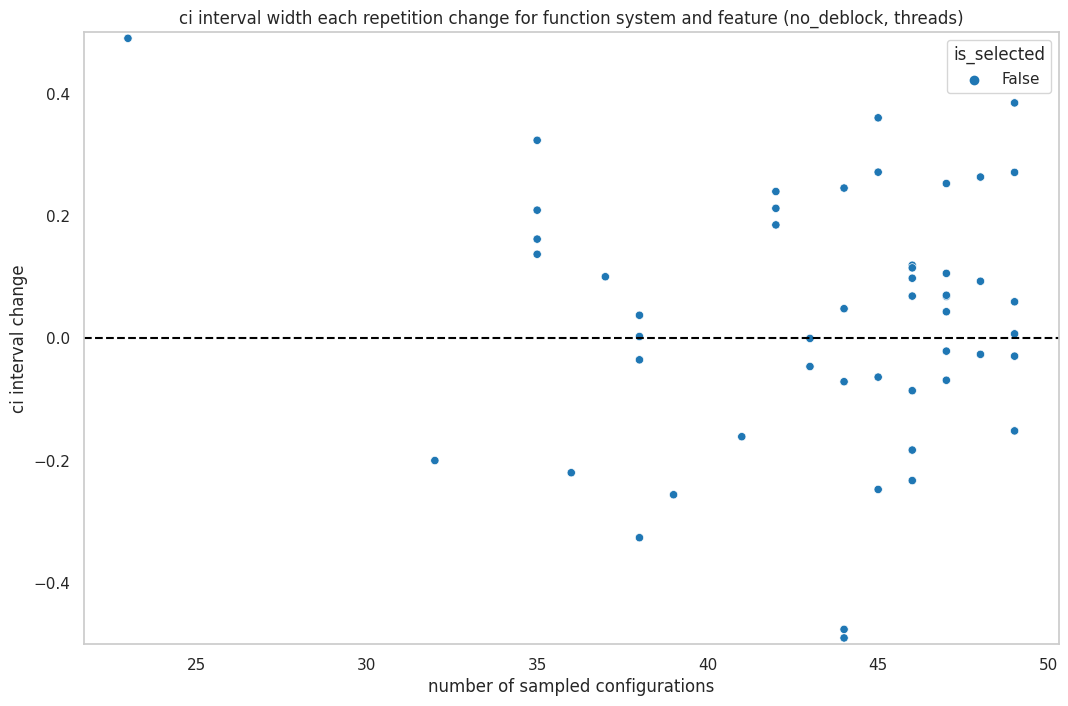 ci interval width each repetition change for function system and feature (no_deblock, threads)
is_selected
False
ci interval change
0.4
0.2
0.0
−0.2
−0.4
25 30 35 40 45 50
number of sampled configurations